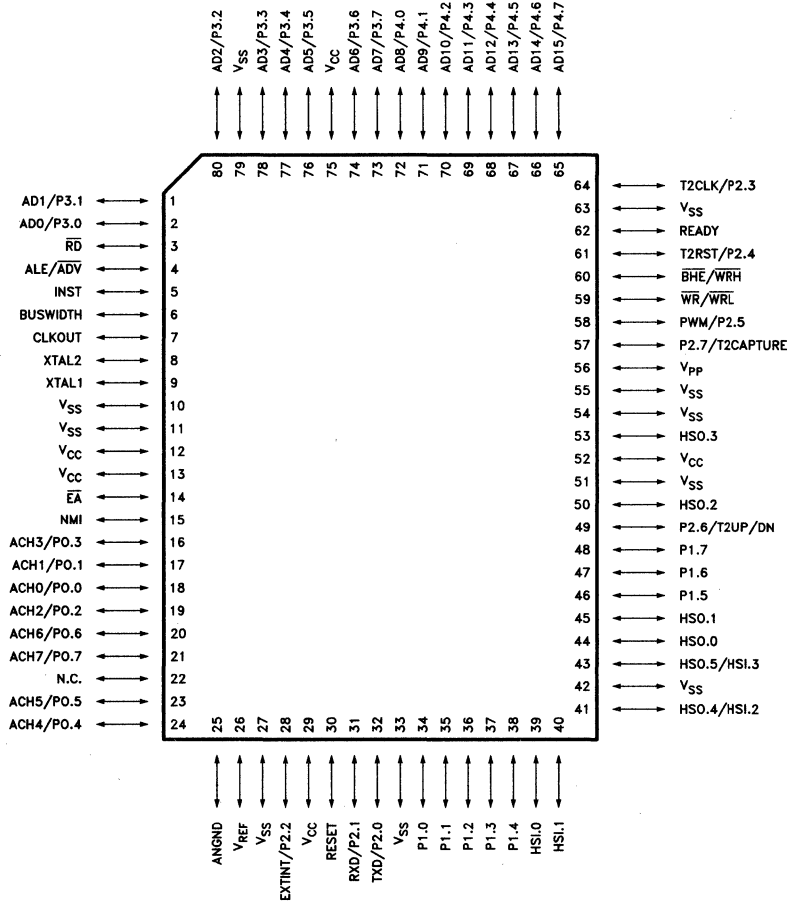 AD2/P3.2 VSS AD3/P3.3 AD4/P3.4 AD5/P3.5 VCC AD6/P3.6 AD7/P3.7 AD8/P4.0 AD9/P4.1 AD10/P4.2 AD11/P4.3 AD12/P4.4 AD13/P4.5 AD14/P4.6 AD15/P4.7
80 79 78 77 76 75 74 73 72 71 70 69 68 67 66 65
AD1/P3.1 1
AD0/P3.0 2
R̅D̅ 3
ALE/A̅D̅V̅ 4
INST 5
BUSWIDTH 6
CLKOUT 7
XTAL2 8
XTAL1 9
VSS 10
VSS 11
VCC 12
VCC 13
E̅A̅ 14
NMI 15
ACH3/P0.3 16
ACH1/P0.1 17
ACH0/P0.0 18
ACH2/P0.2 19
ACH6/P0.6 20
ACH7/P0.7 21
N.C. 22
ACH5/P0.5 23
ACH4/P0.4 24
64 T2CLK/P2.3
63 VSS
62 READY
61 T2RST/P2.4
60 B̅H̅E̅/W̅R̅H̅
59 W̅R̅/W̅R̅L̅
58 PWM/P2.5
57 P2.7/T2CAPTURE
56 VPP
55 VSS
54 VSS
53 HSO.3
52 VCC
51 VSS
50 HSO.2
49 P2.6/T2UP/DN
48 P1.7
47 P1.6
46 P1.5
45 HSO.1
44 HSO.0
43 HSO.5/HSI.3
42 VSS
41 HSO.4/HSI.2
25 26 27 28 29 30 31 32 33 34 35 36 37 38 39 40
ANGND VREF VSS EXTINT/P2.2 VCC RESET RXD/P2.1 TXD/P2.0 VSS P1.0 P1.1 P1.2 P1.3 P1.4 HSI.0 HSI.1